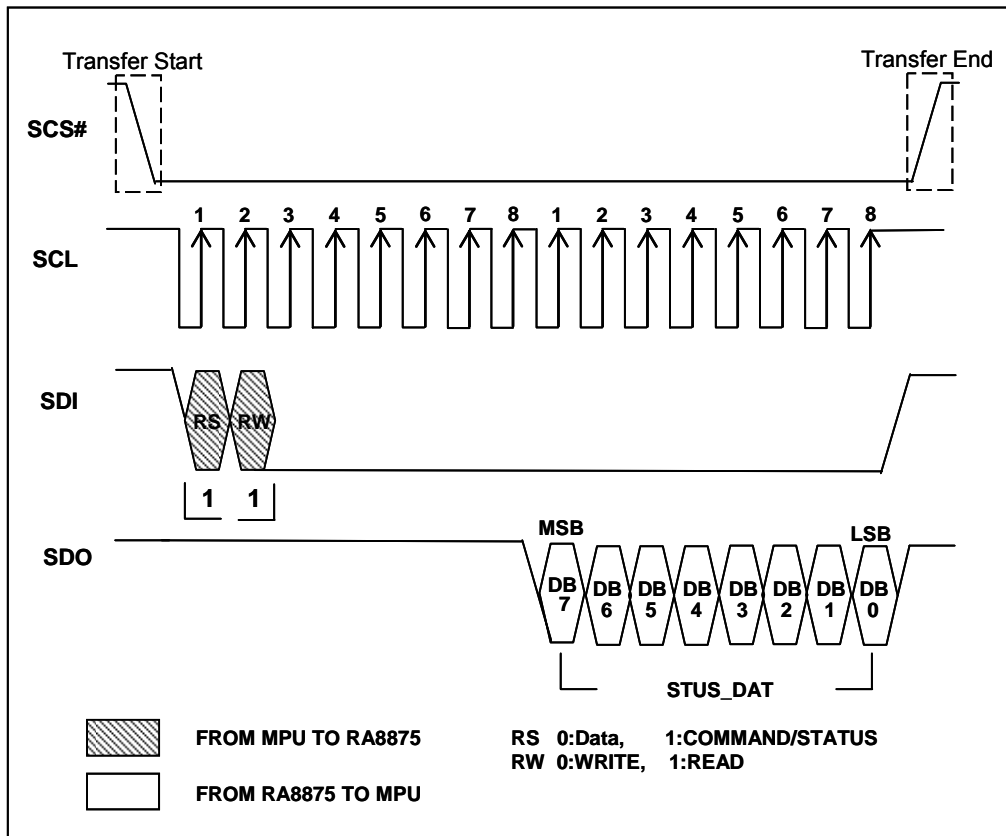 Transfer Start
Transfer End
SCS#
1 2 3 4 5 6 7 8 1 2 3 4 5 6 7 8
SCL
SDI
RS RW
1 1
MSB LSB
SDO
DB 7 DB 6 DB 5 DB 4 DB 3 DB 2 DB 1 DB 0
STUS_DAT
FROM MPU TO RA8875
RS 0:Data, 1:COMMAND/STATUS
RW 0:WRITE, 1:READ
FROM RA8875 TO MPU